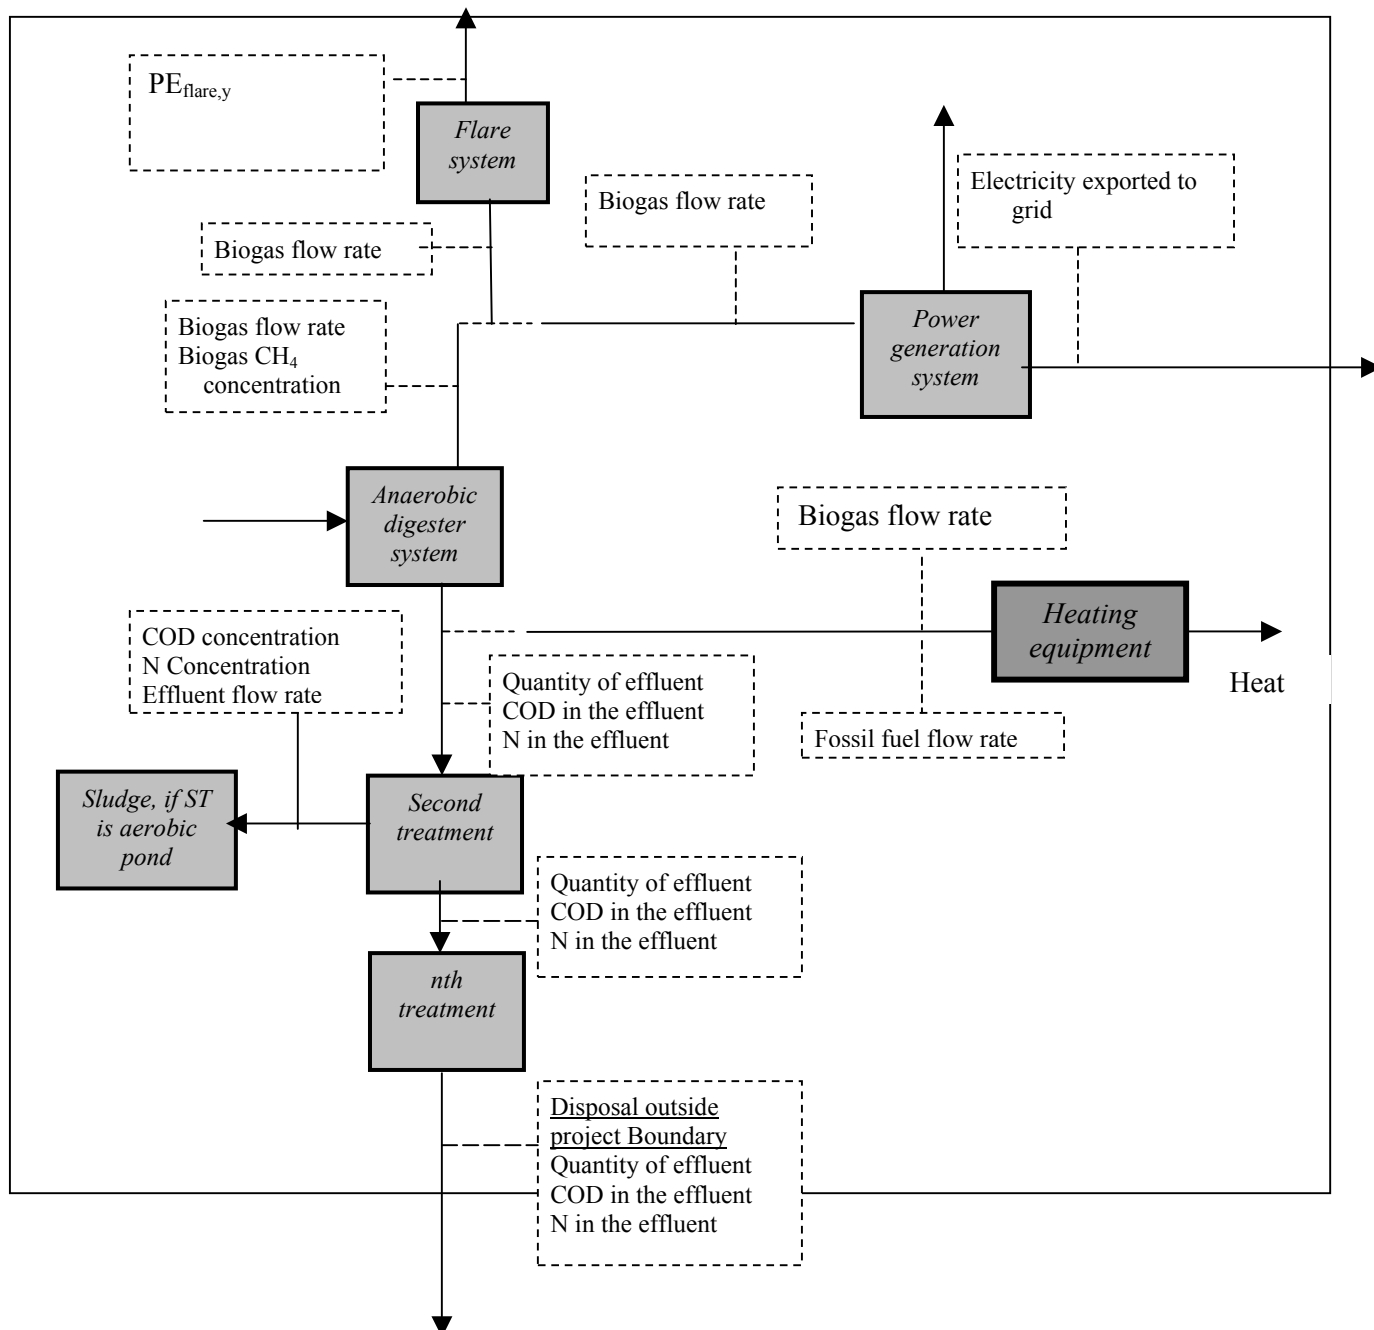 PEflare,y
Flare
system
Biogas flow rate
Electricity exported to
grid
Biogas flow rate
Biogas flow rate
Biogas CH4
concentration
Power
generation
system
Anaerobic
digester
system
Biogas flow rate
Heating
equipment
Heat
COD concentration
N Concentration
Effluent flow rate
Quantity of effluent
COD in the effluent
N in the effluent
Fossil fuel flow rate
Sludge, if ST
is aerobic
pond
Second
treatment
Quantity of effluent
COD in the effluent
N in the effluent
nth
treatment
Disposal outside
project Boundary
Quantity of effluent
COD in the effluent
N in the effluent